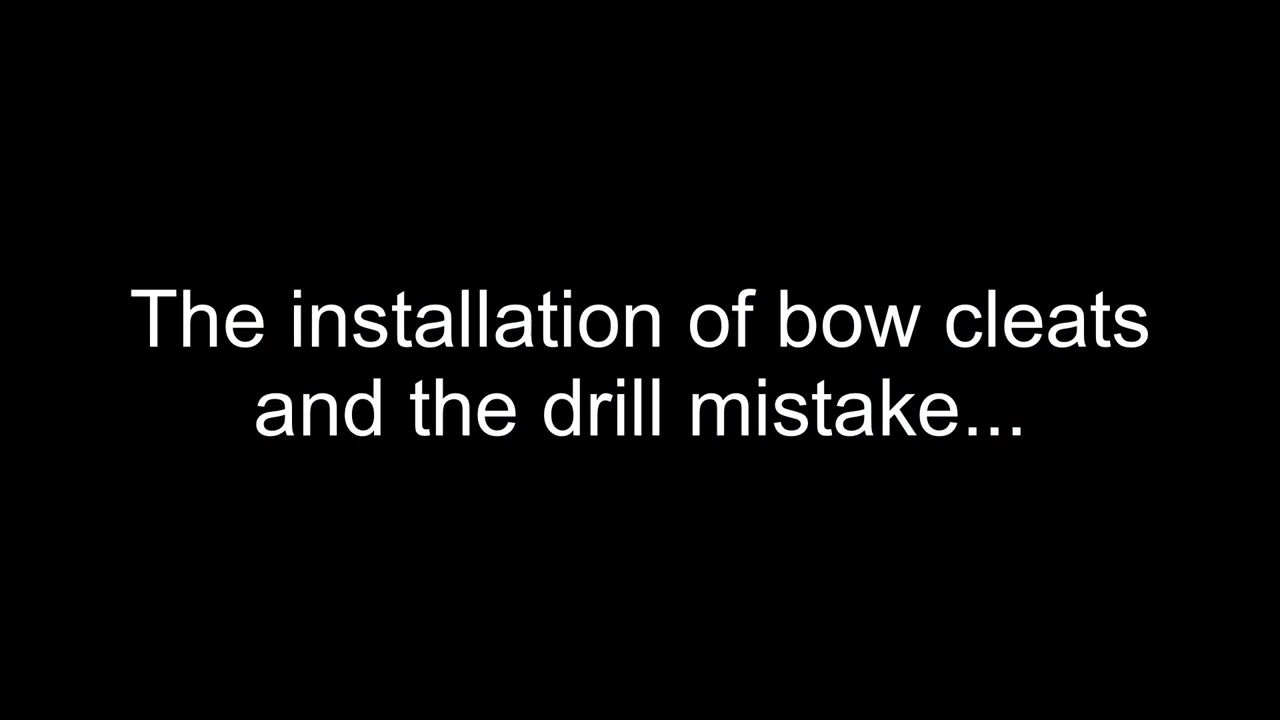 The installation of bow cleats
and the drill mistake...